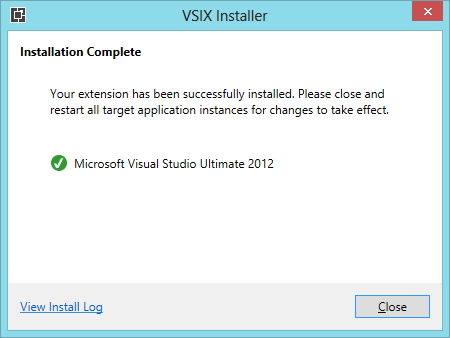 VSIX Installer
Installation Complete
Your extension has been successfully installed. Please close and
restart all target application instances for changes to take effect.
Microsoft Visual Studio Ultimate 2012
View Install Log
Close